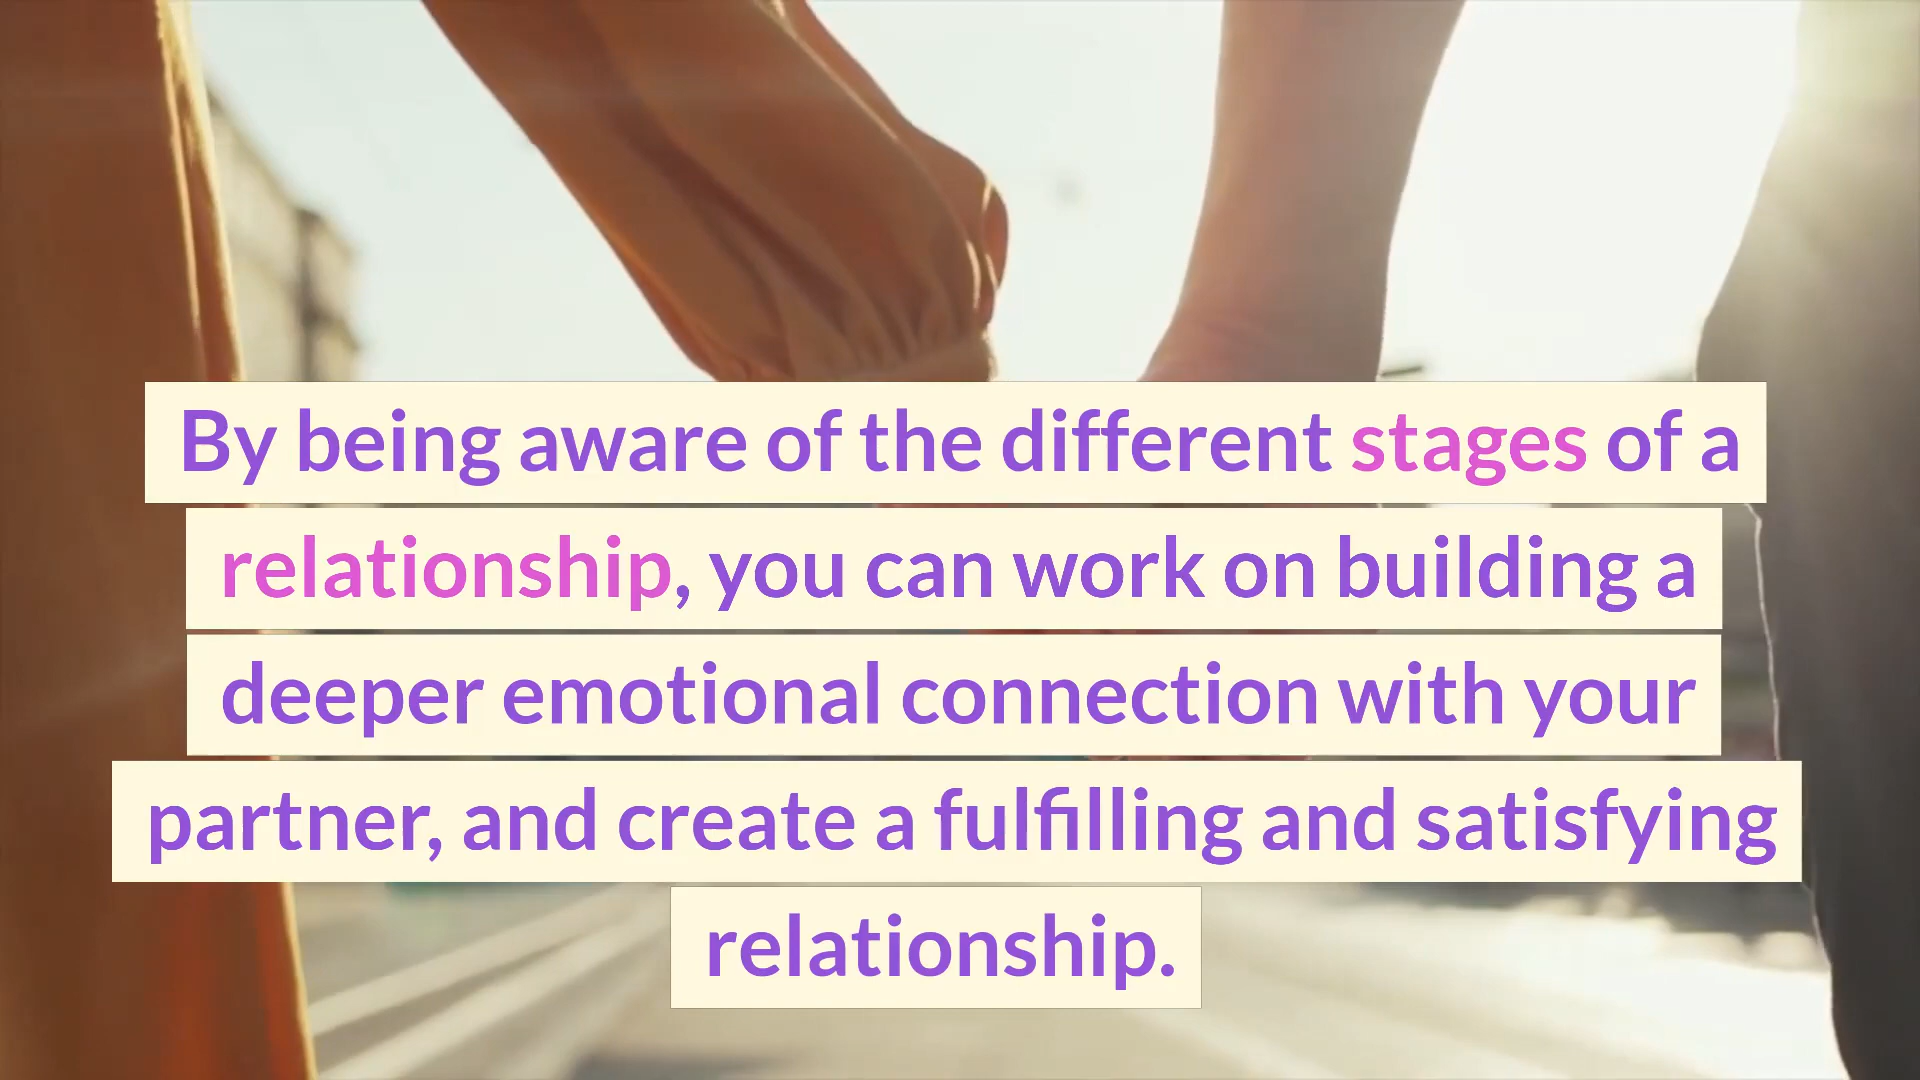 By being aware of the different stages of a
relationship, you can work on building a
deeper emotional connection with your
partner, and create a fulfilling and satisfying
relationship.